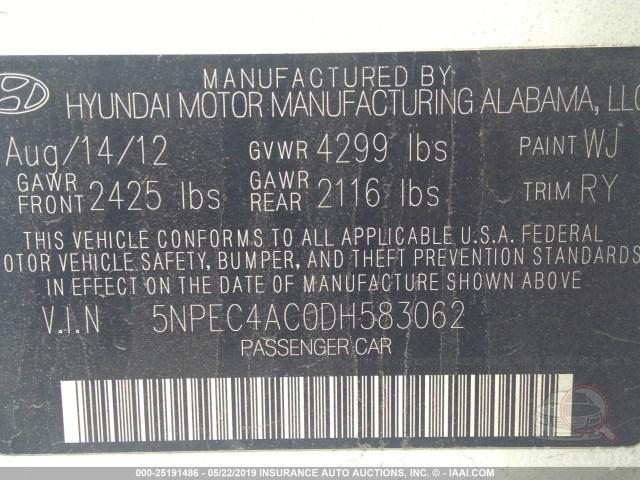 MANUFACTURED BY
HYUNDAI MOTOR MANUFACTURING ALABAMA, LLC
Aug/14/12 GVWR 4299 lbs PAINT WJ
GAWR FRONT 2425 lbs GAWR REAR 2116 lbs TRIM RY
THIS VEHICLE CONFORMS TO ALL APPLICABLE U.S.A. FEDERAL
MOTOR VEHICLE SAFETY, BUMPER, AND THEFT PREVENTION STANDARDS
IN EFFECT ON THE DATE OF MANUFACTURE SHOWN ABOVE
V.I.N 5NPEC4AC0DH583062
PASSENGER CAR
000-25191486 - 05/22/2019 INSURANCE AUTO AUCTIONS, INC. - © IAAI.COM